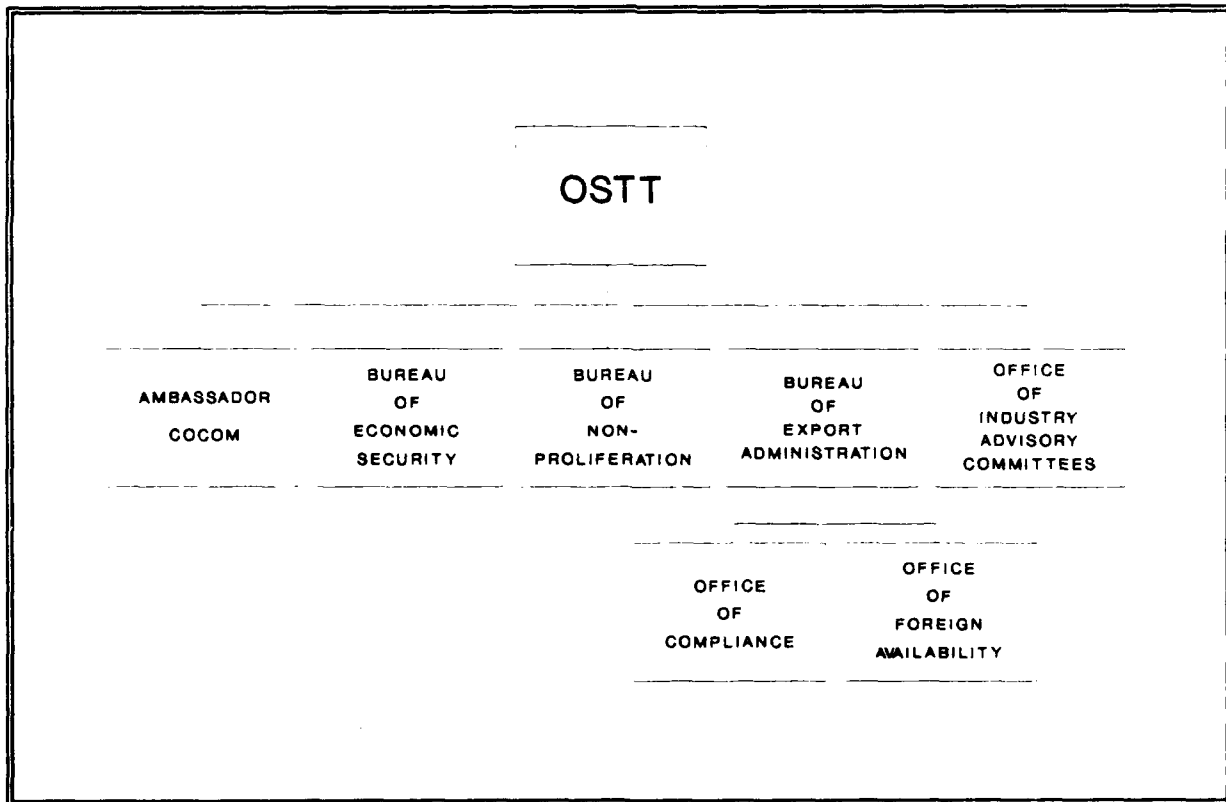 OSTT
AMBASSADOR
COCOM
BUREAU
OF
ECONOMIC
SECURITY
BUREAU
OF
NON-
PROLIFERATION
BUREAU
OF
EXPORT
ADMINISTRATION
OFFICE
OF
INDUSTRY
ADVISORY
COMMITTEES
OFFICE
OF
COMPLIANCE
OFFICE
OF
FOREIGN
AVAILABILITY